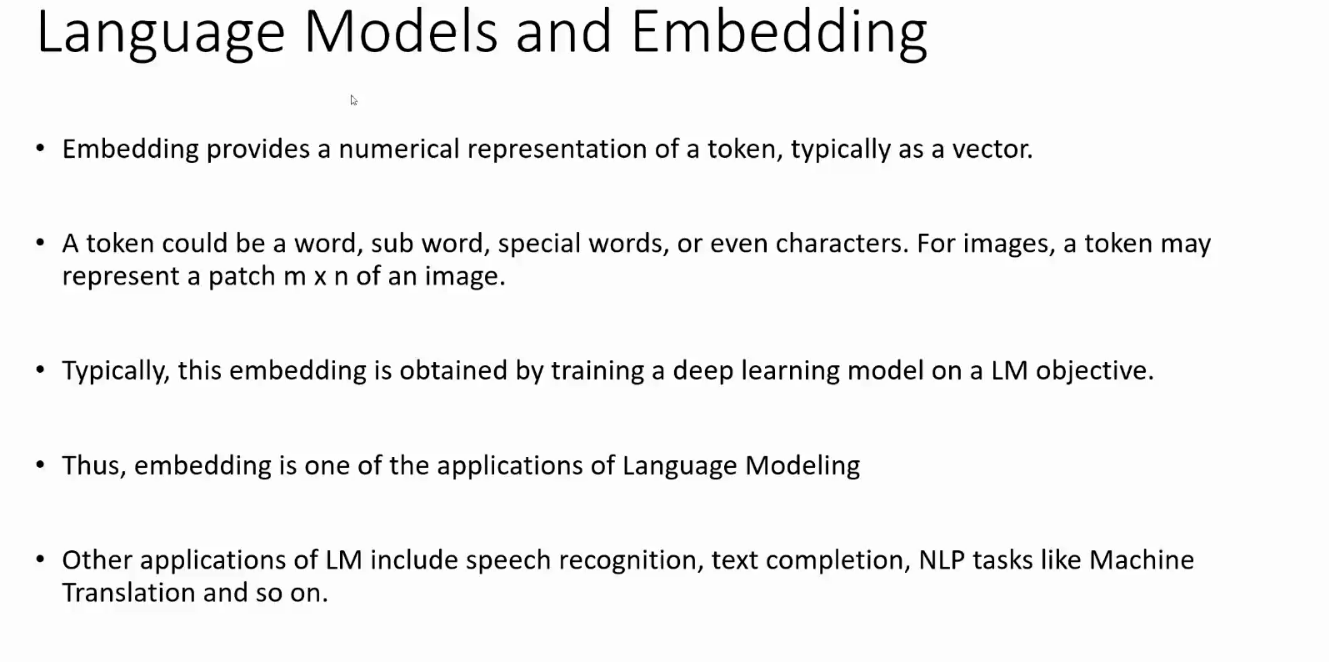 Language Models and Embedding
• Embedding provides a numerical representation of a token, typically as a vector.
• A token could be a word, sub word, special words, or even characters. For images, a token may
represent a patch m x n of an image.
• Typically, this embedding is obtained by training a deep learning model on a LM objective.
• Thus, embedding is one of the applications of Language Modeling
• Other applications of LM include speech recognition, text completion, NLP tasks like Machine
Translation and so on.